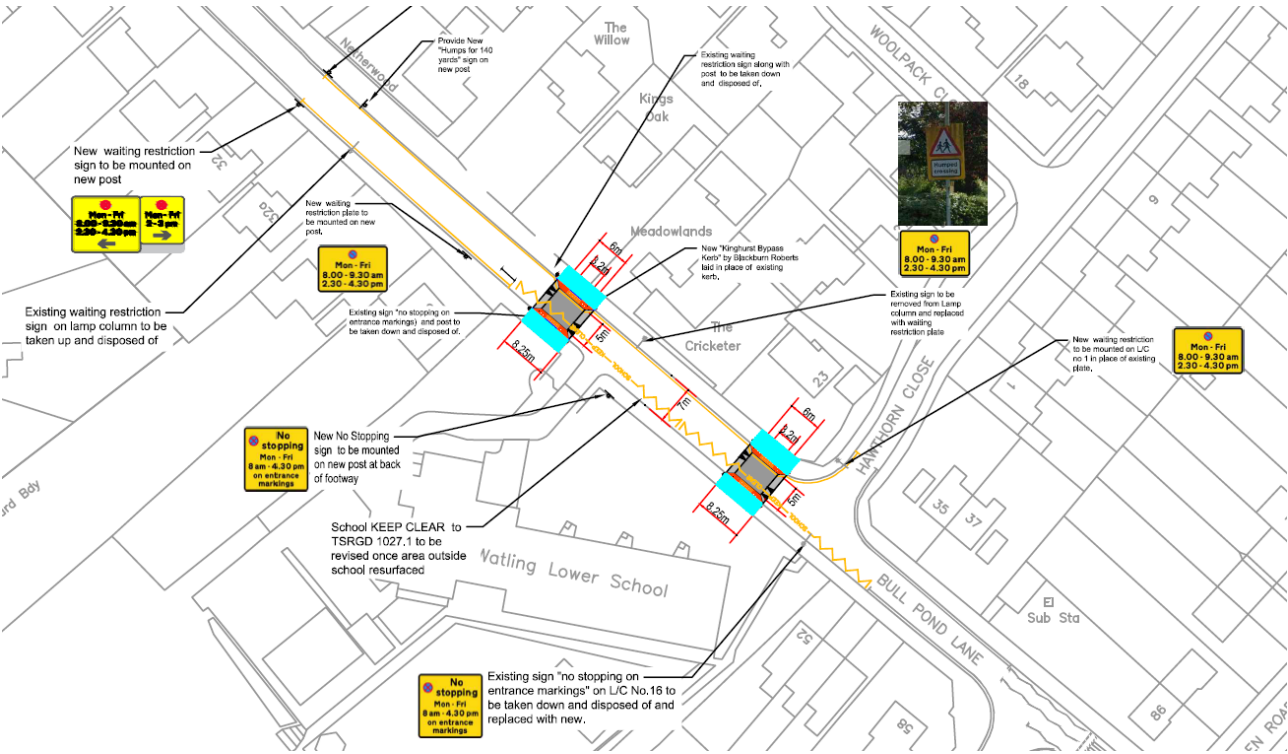 The
Willow
WOOLPACK CL
18
Netherwood
Provide New
"Humps for 140
yards" sign on
new post
Existing waiting
restriction sign along with
post to be taken down
and disposed of.
Kings
Oak
Humped
crossing
New waiting restriction
sign to be mounted on
new post
32
Mon - Fri
8.00 - 9.30 am
2.30 - 4.30 pm
Mon - Fri
2 - 3 pm
32a
New waiting
restriction plate to
be mounted on new
post.
Mon - Fri
8.00 - 9.30 am
2.30 - 4.30 pm
Meadowlands
6m
3.2m
New "Kinghurst Bypass
Kerb" by Blackburn Roberts
laid in place of existing
kerb.
Mon - Fri
8.00 - 9.30 am
2.30 - 4.30 pm
9
Existing waiting restriction
sign on lamp column to be
taken up and disposed of
Existing sign "no stopping on
entrance markings) and post to
be taken down and disposed of.
8.25m
5m
The
Cricketer
Existing sign to be
removed from Lamp
column and replaced
with waiting
restriction plate
New waiting restriction
to be mounted on L/C
no 1 in place of existing
plate.
Mon - Fri
8.00 - 9.30 am
2.30 - 4.30 pm
23
1
7m
6m
3.2m
HAWTHORN CLOSE
No
stopping
Mon - Fri
8 am - 4.30 pm
on entrance
markings
New No Stopping
sign to be mounted
on new post at back
of footway
8.25m
5m
35
37
rd Bdy
School KEEP CLEAR to
TSRGD 1027.1 to be
revised once area outside
school resurfaced
Watling Lower School
BULL POND LANE
Sub Sta
52
No
stopping
Mon - Fri
8 am - 4.30 pm
on entrance
markings
Existing sign "no stopping on
entrance markings" on L/C No.16 to
be taken down and disposed of and
replaced with new.
58
86
EN ROA